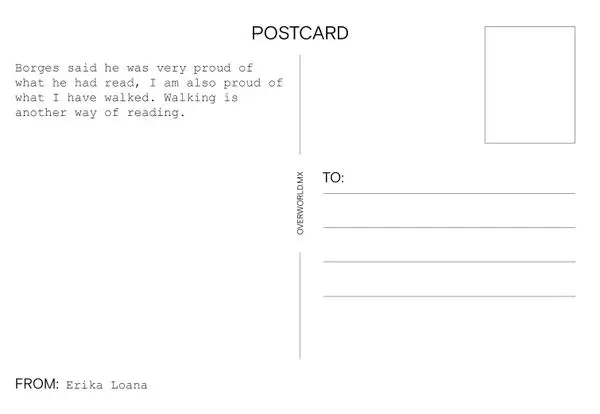 POSTCARD
Borges said he was very proud of
what he had read, I am also proud of
what I have walked. Walking is
another way of reading.
OVERWORLD.MX
TO:
FROM: Erika Loana